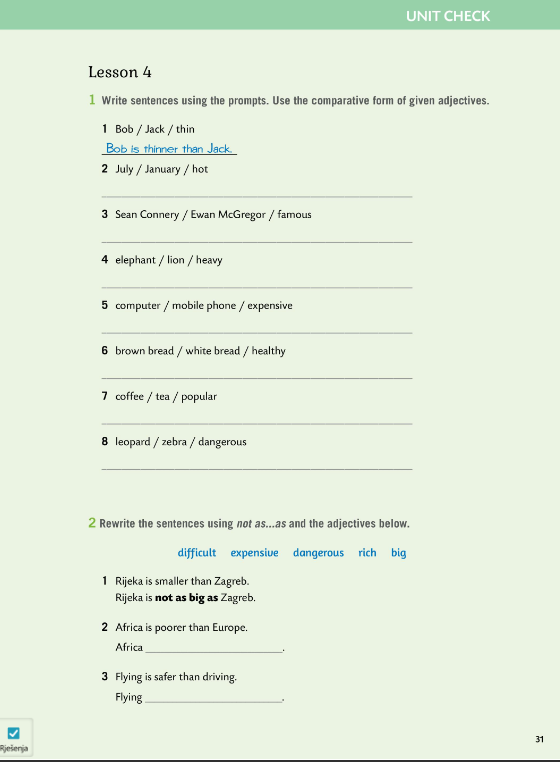 UNIT CHECK
Lesson 4
1 Write sentences using the prompts. Use the comparative form of given adjectives.
1 Bob / Jack / thin
Bob is thinner than Jack.
2 July / January / hot
3 Sean Connery / Ewan McGregor / famous
4 elephant / lion / heavy
5 computer / mobile phone / expensive
6 brown bread / white bread / healthy
7 coffee / tea / popular
8 leopard / zebra / dangerous
2 Rewrite the sentences using not as...as and the adjectives below.
difficult expensive dangerous rich big
1 Rijeka is smaller than Zagreb.
Rijeka is not as big as Zagreb.
2 Africa is poorer than Europe.
Africa ______________________.
3 Flying is safer than driving.
Flying ______________________.
Rješenja
31